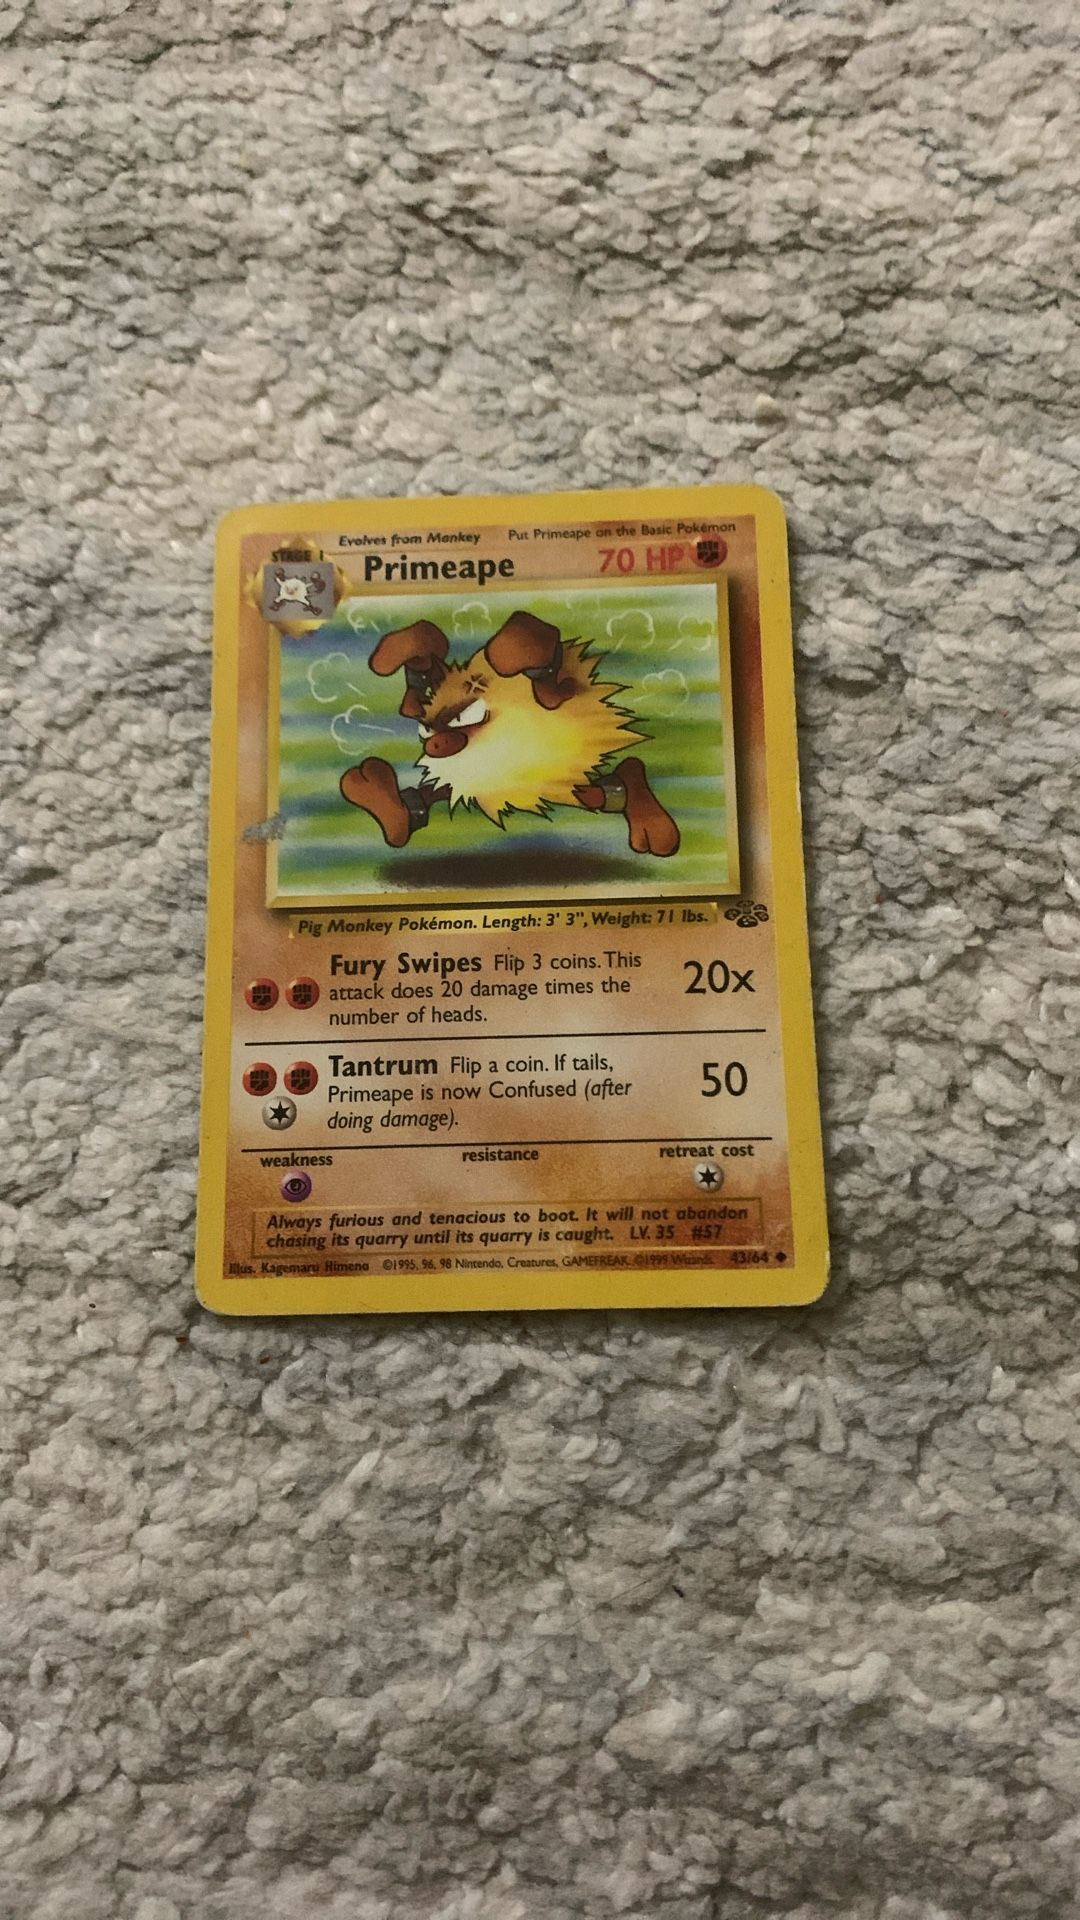 Evolves from Mankey Put Primeape on the Basic Pokémon
STAGE 1
Primeape 70 HP
Pig Monkey Pokémon. Length: 3' 3", Weight: 71 lbs.
Fury Swipes Flip 3 coins. This
attack does 20 damage times the
number of heads.
20x
Tantrum Flip a coin. If tails,
Primeape is now Confused (after
doing damage).
50
weakness resistance retreat cost
Always furious and tenacious to boot. It will not abandon
chasing its quarry until its quarry is caught. LV. 35 #57
Illus. Kagemaru Himeno ©1995, 96, 98 Nintendo, Creatures, GAMEFREAK. ©1999 Wizards. 43/64